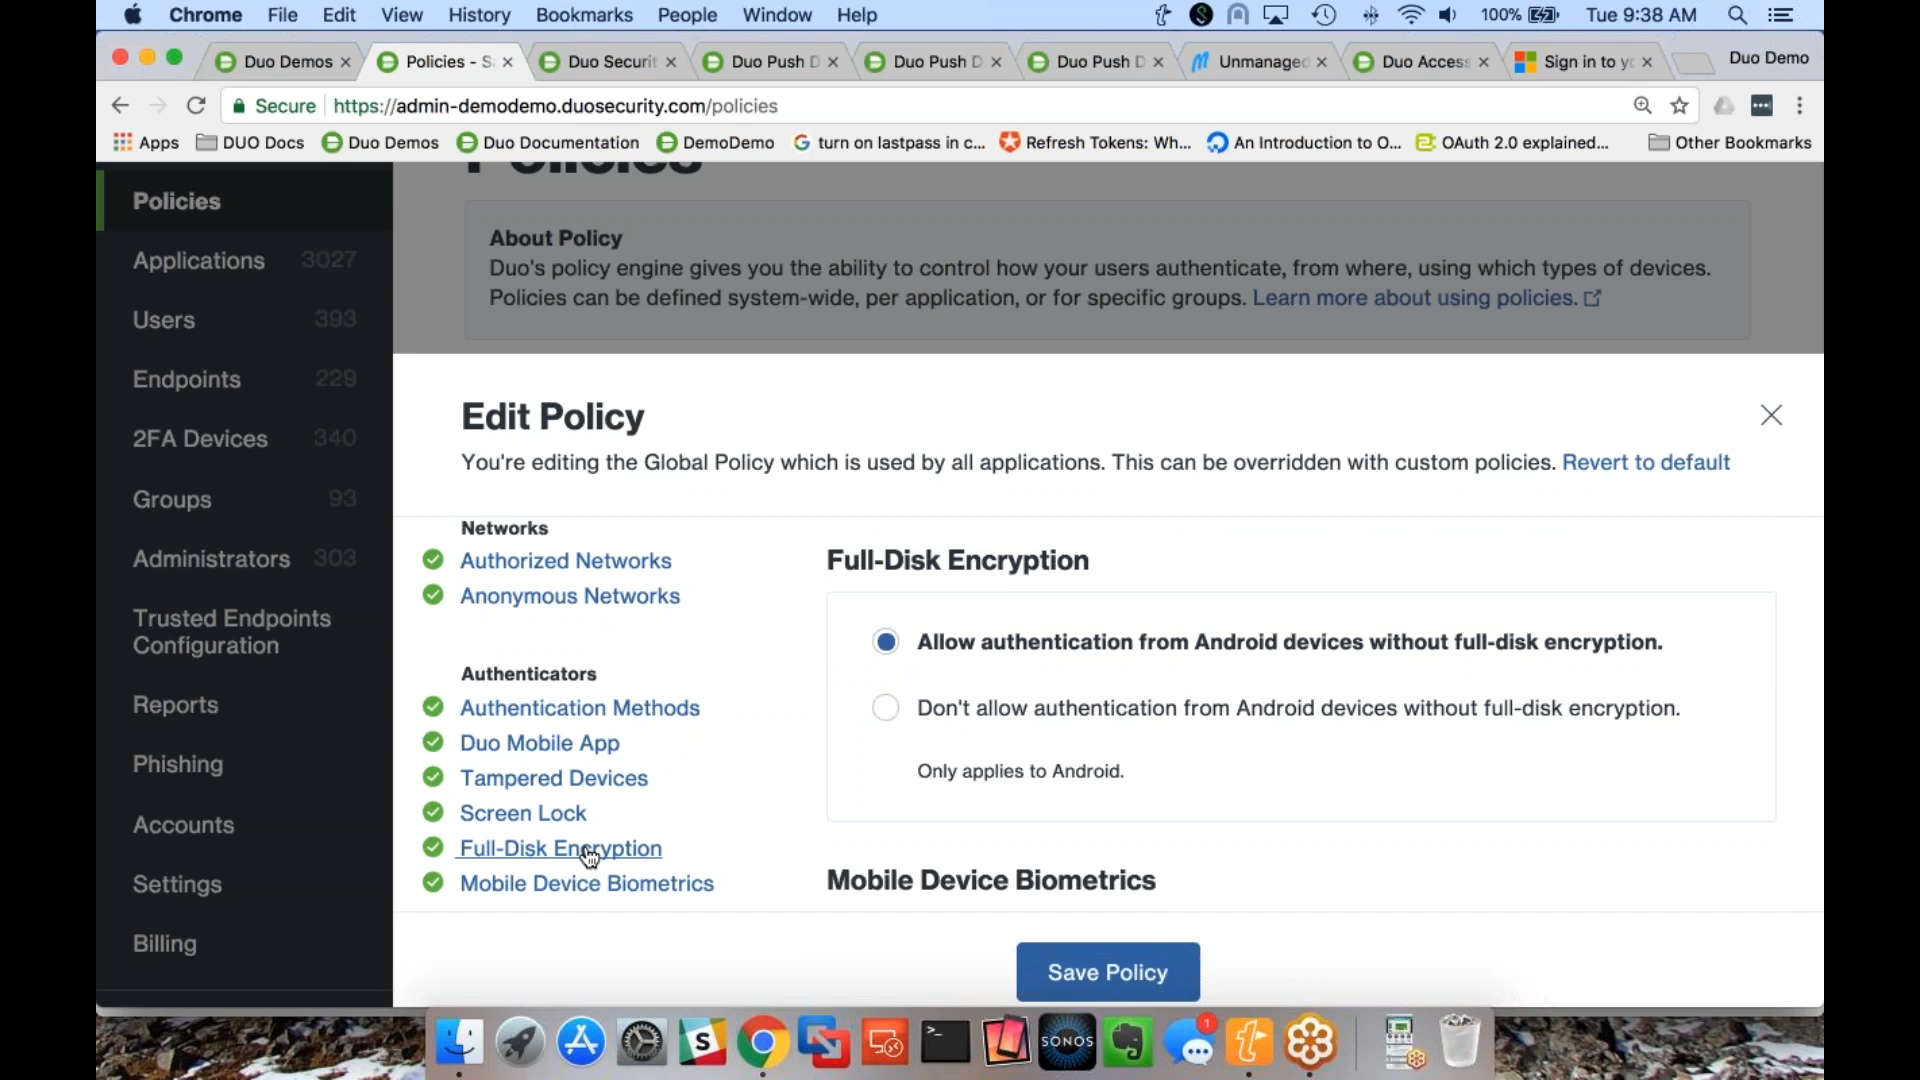 Chrome File Edit View History Bookmarks People Window Help 100% Tue 9:38 AM
Duo Demos Policies - S Duo Securit Duo Push D Duo Push D Duo Push D Unmanaged Duo Access Sign in to yo Duo Demo
Secure https://admin-demodemo.duosecurity.com/policies
Apps DUO Docs Duo Demos Duo Documentation DemoDemo turn on lastpass in c... Refresh Tokens: Wh... An Introduction to O... OAuth 2.0 explained... Other Bookmarks
Policies
Policies
Applications 3027
Users 393
Endpoints 229
2FA Devices 340
Groups 93
Administrators 303
Trusted Endpoints
Configuration
Reports
Phishing
Accounts
Settings
Billing
About Policy
Duo's policy engine gives you the ability to control how your users authenticate, from where, using which types of devices.
Policies can be defined system-wide, per application, or for specific groups. Learn more about using policies.
Edit Policy
You're editing the Global Policy which is used by all applications. This can be overridden with custom policies. Revert to default
Networks
Authorized Networks
Anonymous Networks
Authenticators
Authentication Methods
Duo Mobile App
Tampered Devices
Screen Lock
Full-Disk Encryption
Mobile Device Biometrics
Full-Disk Encryption
Allow authentication from Android devices without full-disk encryption.
Don't allow authentication from Android devices without full-disk encryption.
Only applies to Android.
Mobile Device Biometrics
Save Policy
SONOS
1